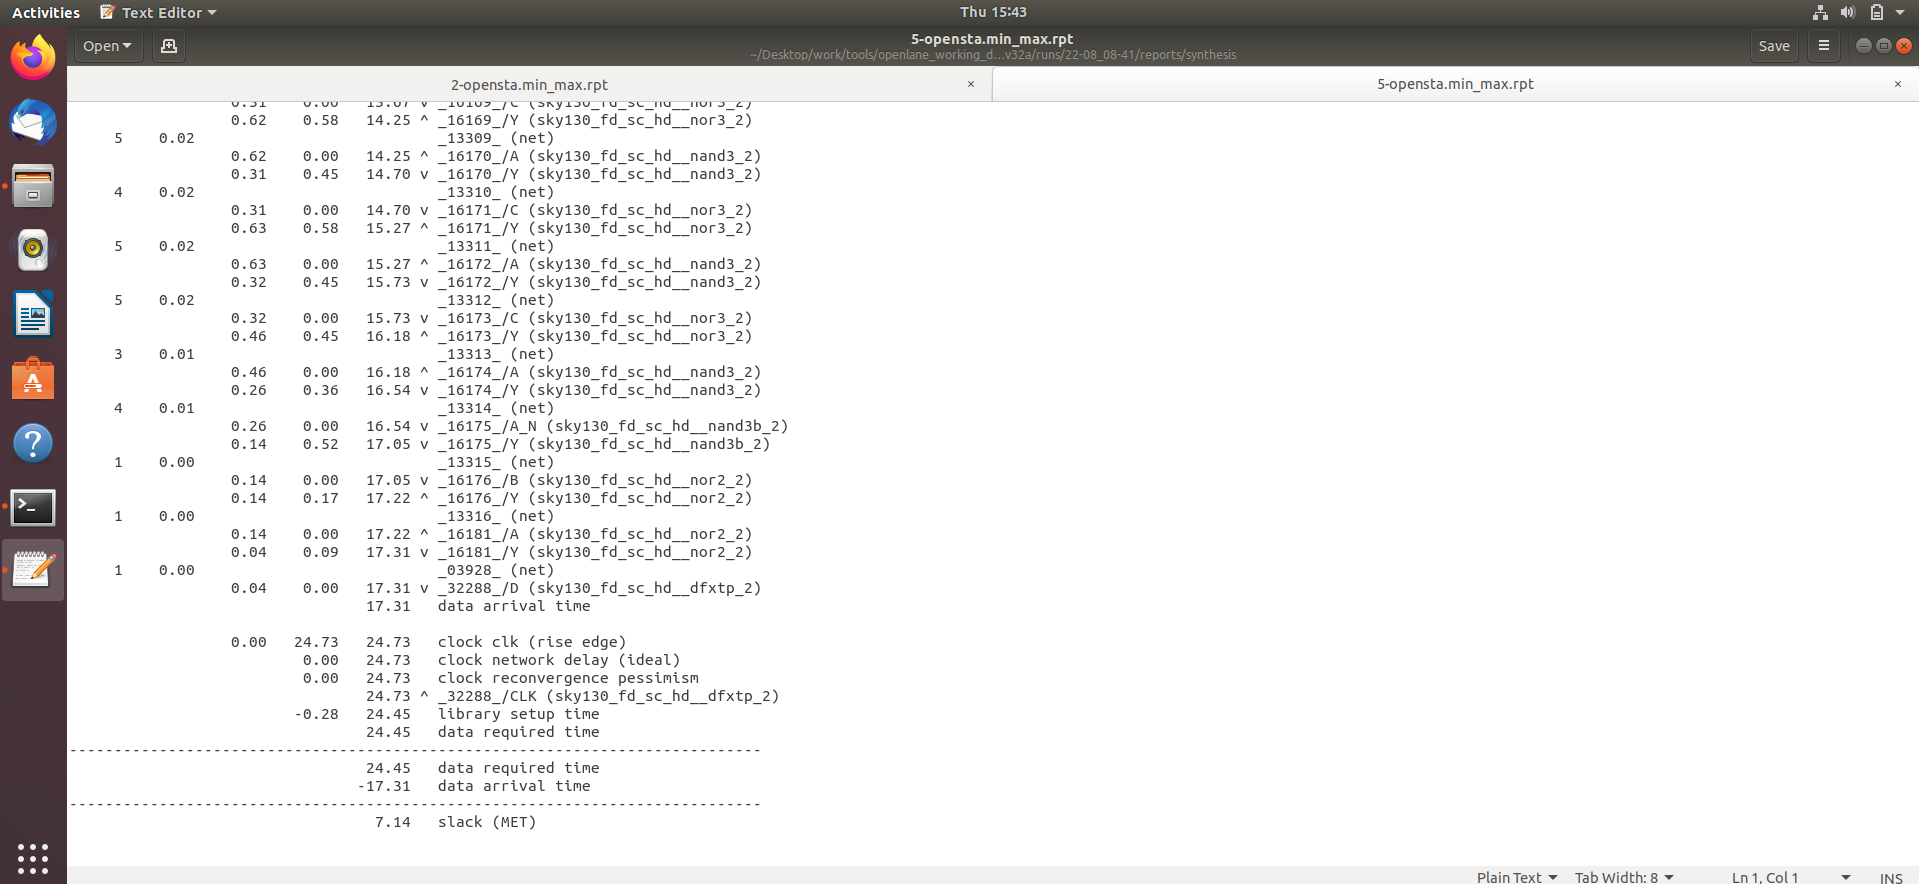 Activities Text Editor Thu 15:43
Open 5-opensta.min_max.rpt Save
~/Desktop/work/tools/openlane_working_d...v32a/runs/22-08_08-41/reports/synthesis
2-opensta.min_max.rpt × 5-opensta.min_max.rpt ×
0.31 0.00 13.67 v _16169_/C (sky130_fd_sc_hd__nor3_2)
0.62 0.58 14.25 ^ _16169_/Y (sky130_fd_sc_hd__nor3_2)
5 0.02 _13309_ (net)
0.62 0.00 14.25 ^ _16170_/A (sky130_fd_sc_hd__nand3_2)
0.31 0.45 14.70 v _16170_/Y (sky130_fd_sc_hd__nand3_2)
4 0.02 _13310_ (net)
0.31 0.00 14.70 v _16171_/C (sky130_fd_sc_hd__nor3_2)
0.63 0.58 15.27 ^ _16171_/Y (sky130_fd_sc_hd__nor3_2)
5 0.02 _13311_ (net)
0.63 0.00 15.27 ^ _16172_/A (sky130_fd_sc_hd__nand3_2)
0.32 0.45 15.73 v _16172_/Y (sky130_fd_sc_hd__nand3_2)
5 0.02 _13312_ (net)
0.32 0.00 15.73 v _16173_/C (sky130_fd_sc_hd__nor3_2)
0.46 0.45 16.18 ^ _16173_/Y (sky130_fd_sc_hd__nor3_2)
3 0.01 _13313_ (net)
0.46 0.00 16.18 ^ _16174_/A (sky130_fd_sc_hd__nand3_2)
0.26 0.36 16.54 v _16174_/Y (sky130_fd_sc_hd__nand3_2)
4 0.01 _13314_ (net)
0.26 0.00 16.54 v _16175_/A_N (sky130_fd_sc_hd__nand3b_2)
0.14 0.52 17.05 v _16175_/Y (sky130_fd_sc_hd__nand3b_2)
1 0.00 _13315_ (net)
0.14 0.00 17.05 v _16176_/B (sky130_fd_sc_hd__nor2_2)
0.14 0.17 17.22 ^ _16176_/Y (sky130_fd_sc_hd__nor2_2)
1 0.00 _13316_ (net)
0.14 0.00 17.22 ^ _16181_/A (sky130_fd_sc_hd__nor2_2)
0.04 0.09 17.31 v _16181_/Y (sky130_fd_sc_hd__nor2_2)
1 0.00 _03928_ (net)
0.04 0.00 17.31 v _32288_/D (sky130_fd_sc_hd__dfxtp_2)
17.31 data arrival time
0.00 24.73 24.73 clock clk (rise edge)
0.00 24.73 clock network delay (ideal)
0.00 24.73 clock reconvergence pessimism
24.73 ^ _32288_/CLK (sky130_fd_sc_hd__dfxtp_2)
-0.28 24.45 library setup time
24.45 data required time
-----------------------------------------------------------------------------
24.45 data required time
-17.31 data arrival time
-----------------------------------------------------------------------------
7.14 slack (MET)
Plain Text Tab Width: 8 Ln 1, Col 1 INS